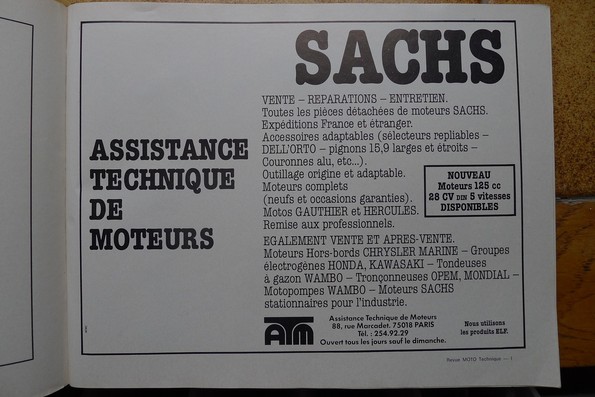 SACHS
ASSISTANCE
TECHNIQUE
DE
MOTEURS
VENTE – REPARATIONS – ENTRETIEN.
Toutes les pièces détachées de moteurs SACHS.
Expéditions France et étranger.
Accessoires adaptables (sélecteurs repliables –
DELL'ORTO – pignons 15,9 larges et étroits –
Couronnes alu, etc...).
Outillage origine et adaptable.
Moteurs complets
(neufs et occasions garanties).
Motos GAUTHIER et HERCULES.
Remise aux professionnels.
NOUVEAU
Moteurs 125 cc
28 CV DIN 5 vitesses
DISPONIBLES
EGALEMENT VENTE ET APRES-VENTE.
Moteurs Hors-bords CHRYSLER MARINE – Groupes
électrogènes HONDA, KAWASAKI – Tondeuses
à gazon WAMBO – Tronçonneuses OPEM, MONDIAL –
Motopompes WAMBO – Moteurs SACHS
stationnaires pour l'industrie.
ATM
Assistance Technique de Moteurs
88, rue Marcadet. 75018 PARIS
Tél. : 254.92.29
Ouvert tous les jours sauf le dimanche.
Nous utilisons
les produits ELF.
Revue MOTO Technique — 1